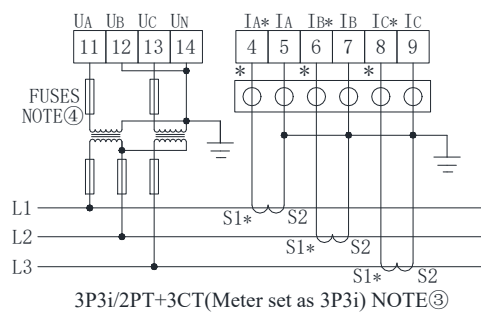 UA UB UC UN IA* IA IB* IB IC* IC
11 12 13 14 4 5 6 7 8 9
* * *
FUSES
NOTE④
L1
S1* S2
L2
S1* S2
L3
S1* S2
3P3i/2PT+3CT(Meter set as 3P3i) NOTE③